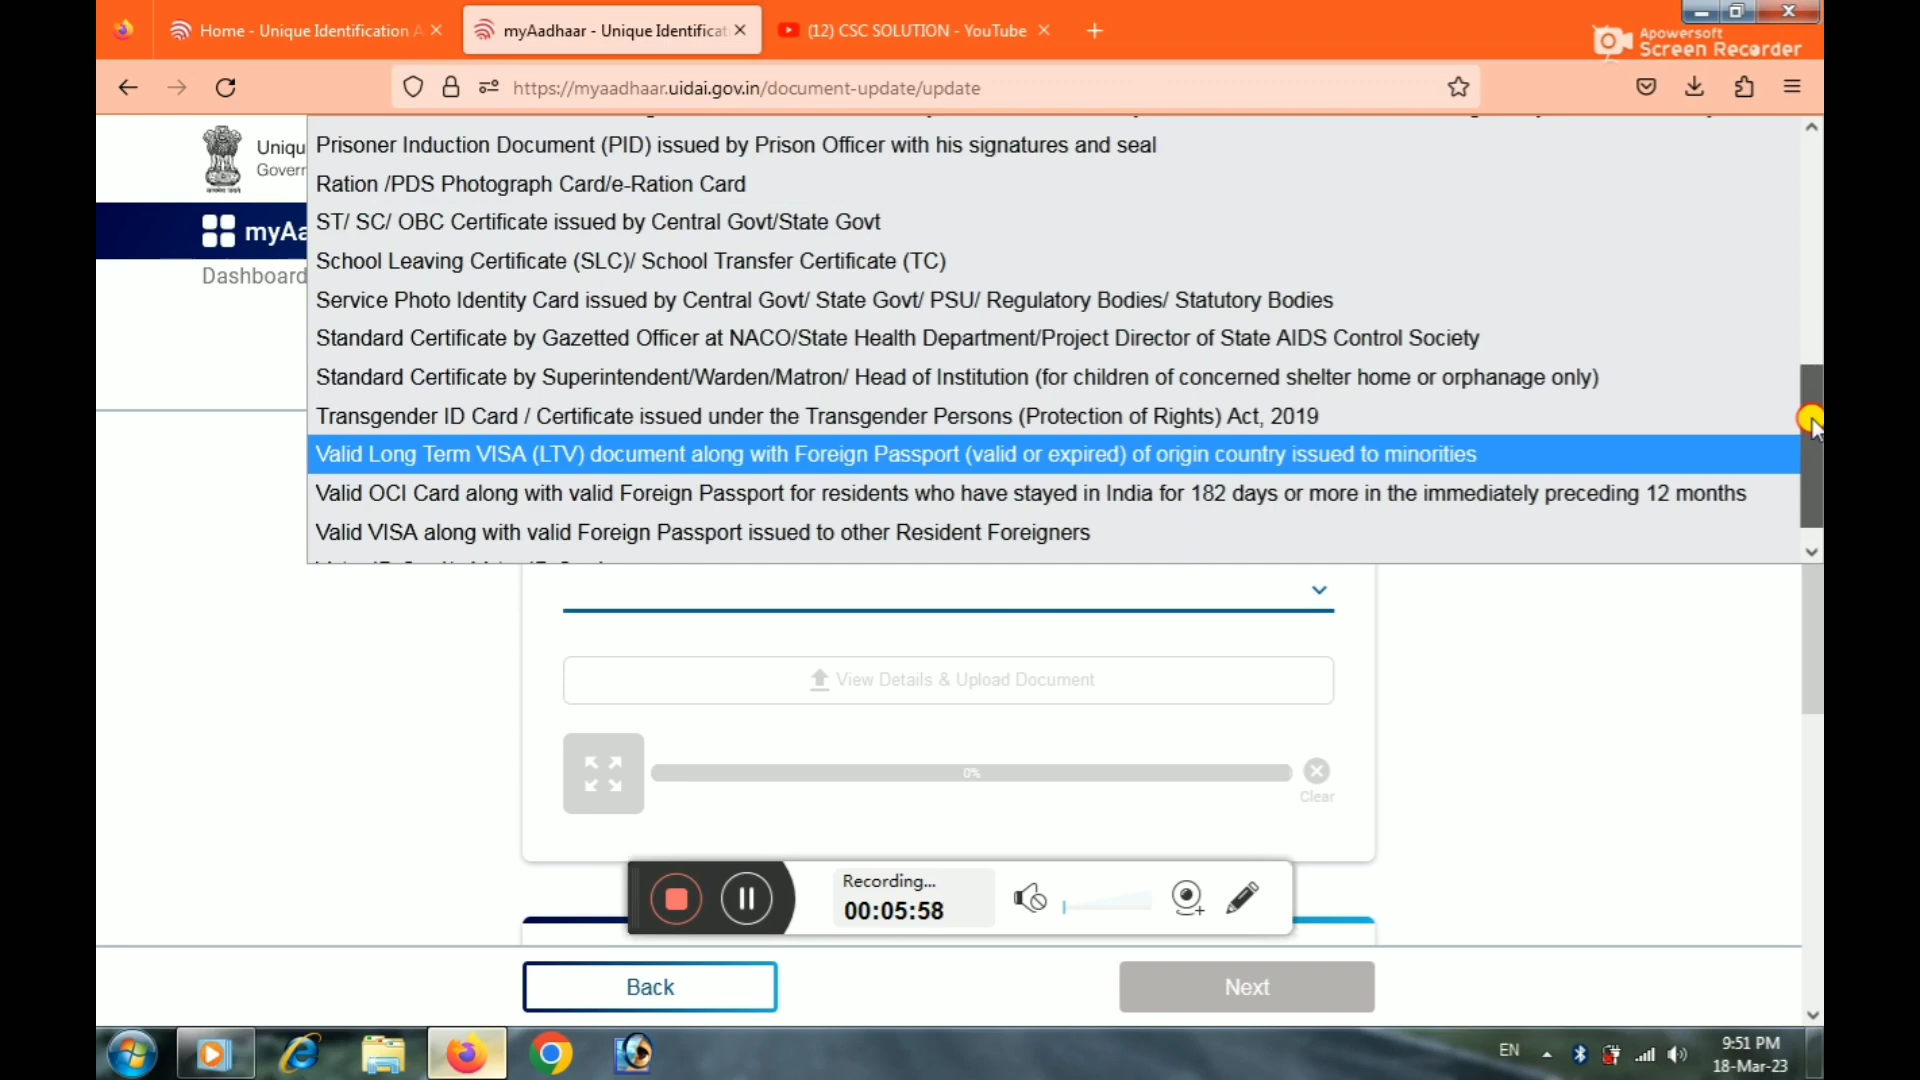 Home - Unique Identification A
myAadhaar - Unique Identificat
(12) CSC SOLUTION - YouTube
Apowersoft
Screen Recorder
https://myaadhaar.uidai.gov.in/document-update/update
Uniqu
Govern
myAa
Dashboard
Prisoner Induction Document (PID) issued by Prison Officer with his signatures and seal
Ration /PDS Photograph Card/e-Ration Card
ST/ SC/ OBC Certificate issued by Central Govt/State Govt
School Leaving Certificate (SLC)/ School Transfer Certificate (TC)
Service Photo Identity Card issued by Central Govt/ State Govt/ PSU/ Regulatory Bodies/ Statutory Bodies
Standard Certificate by Gazetted Officer at NACO/State Health Department/Project Director of State AIDS Control Society
Standard Certificate by Superintendent/Warden/Matron/ Head of Institution (for children of concerned shelter home or orphanage only)
Transgender ID Card / Certificate issued under the Transgender Persons (Protection of Rights) Act, 2019
Valid Long Term VISA (LTV) document along with Foreign Passport (valid or expired) of origin country issued to minorities
Valid OCI Card along with valid Foreign Passport for residents who have stayed in India for 182 days or more in the immediately preceding 12 months
Valid VISA along with valid Foreign Passport issued to other Resident Foreigners
View Details & Upload Document
0%
Clear
Recording...
00:05:58
Back
Next
EN
9:51 PM
18-Mar-23